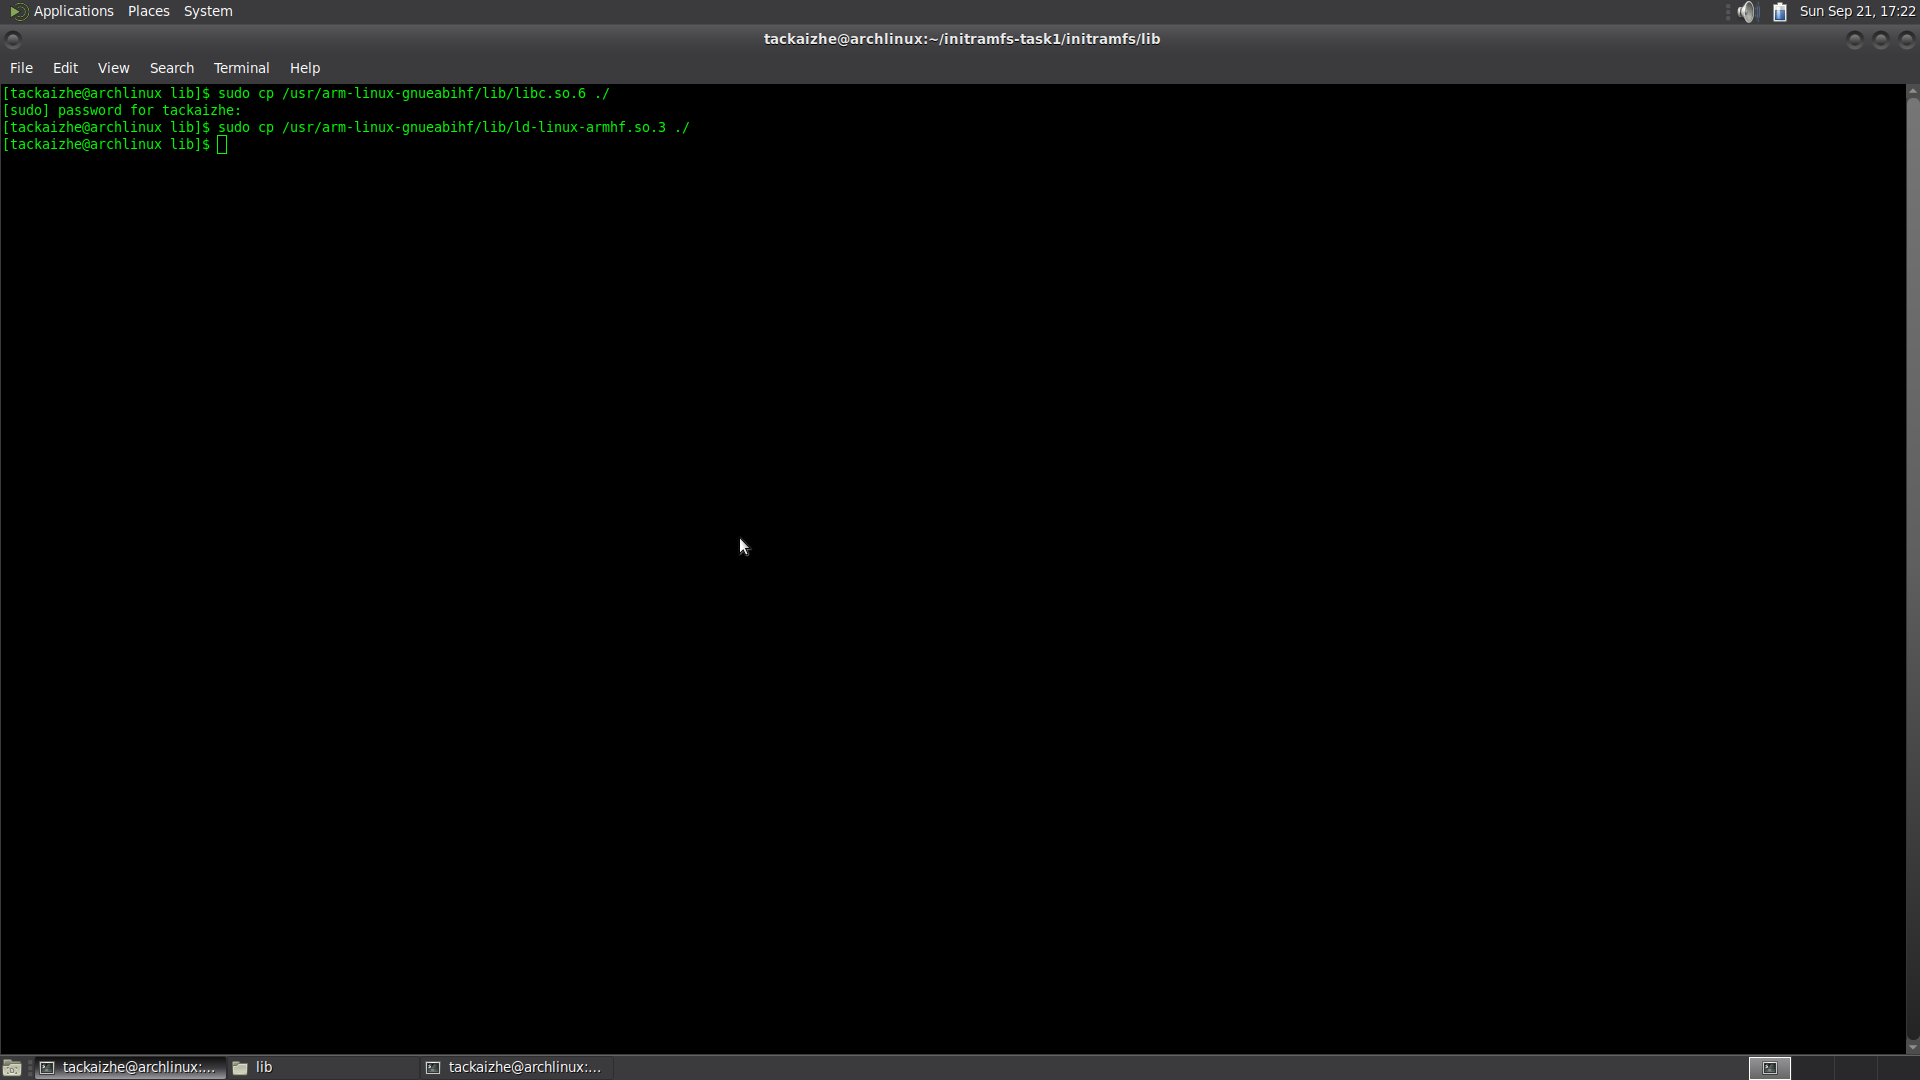 Applications Places System
Sun Sep 21, 17:22
tackaizhe@archlinux:~/initramfs-task1/initramfs/lib
File Edit View Search Terminal Help
[tackaizhe@archlinux lib]$ sudo cp /usr/arm-linux-gnueabihf/lib/libc.so.6 ./
[sudo] password for tackaizhe:
[tackaizhe@archlinux lib]$ sudo cp /usr/arm-linux-gnueabihf/lib/ld-linux-armhf.so.3 ./
[tackaizhe@archlinux lib]$
tackaizhe@archlinux:... lib tackaizhe@archlinux:...